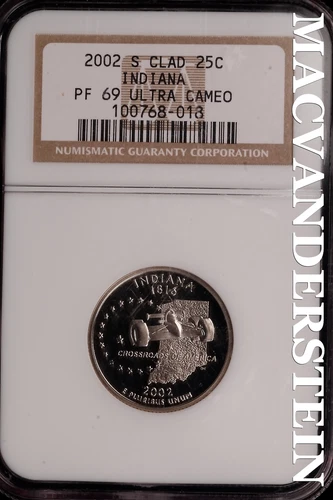 2002 S CLAD 25C
INDIANA
PF 69 ULTRA CAMEO
100768-013
NUMISMATIC GUARANTY CORPORATION
INDIANA
1816
CROSSROADS OF AMERICA
2002
E PLURIBUS UNUM
MACVANDERSTEIN